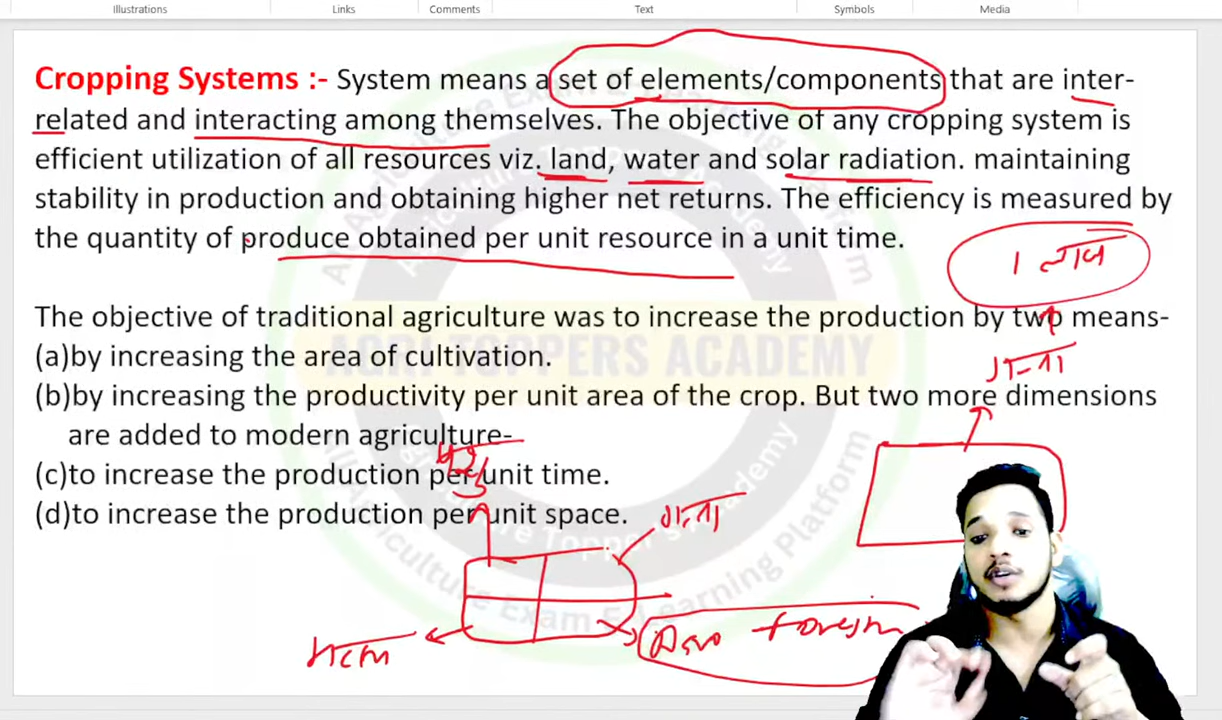 Illustrations Links Comments Text Symbols Media
Cropping Systems :- System means a set of elements/components that are inter-
related and interacting among themselves. The objective of any cropping system is
efficient utilization of all resources viz. land, water and solar radiation. maintaining
stability in production and obtaining higher net returns. The efficiency is measured by
the quantity of produce obtained per unit resource in a unit time.
The objective of traditional agriculture was to increase the production by two means-
(a)by increasing the area of cultivation.
(b)by increasing the productivity per unit area of the crop. But two more dimensions
are added to modern agriculture-
(c)to increase the production per unit time.
(d)to increase the production per unit space.
AGRI TOPPERS ACADEMY